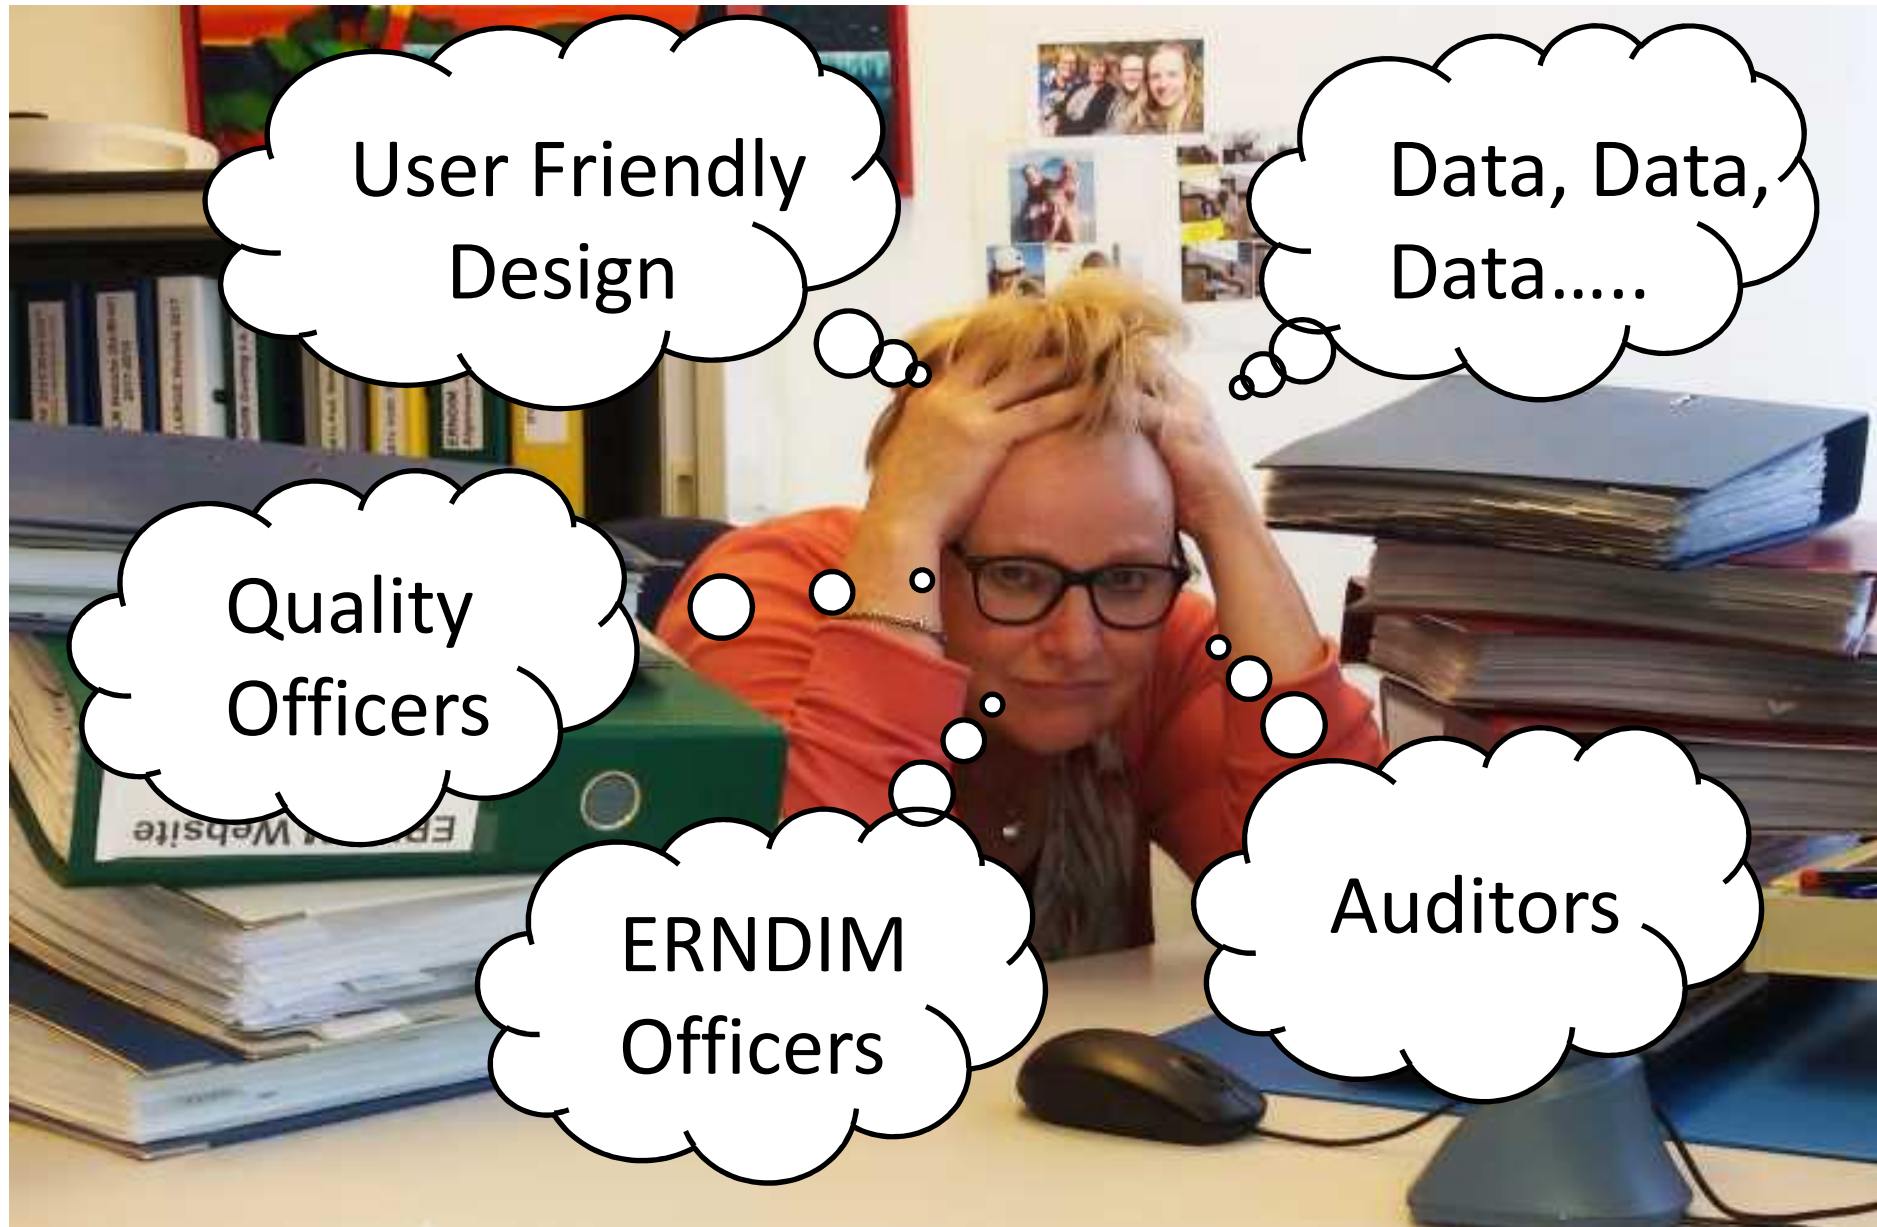 User Friendly
Design
Data, Data,
Data.....
Quality
Officers
ERNDIM
Officers
Auditors
ERNDIM
Website